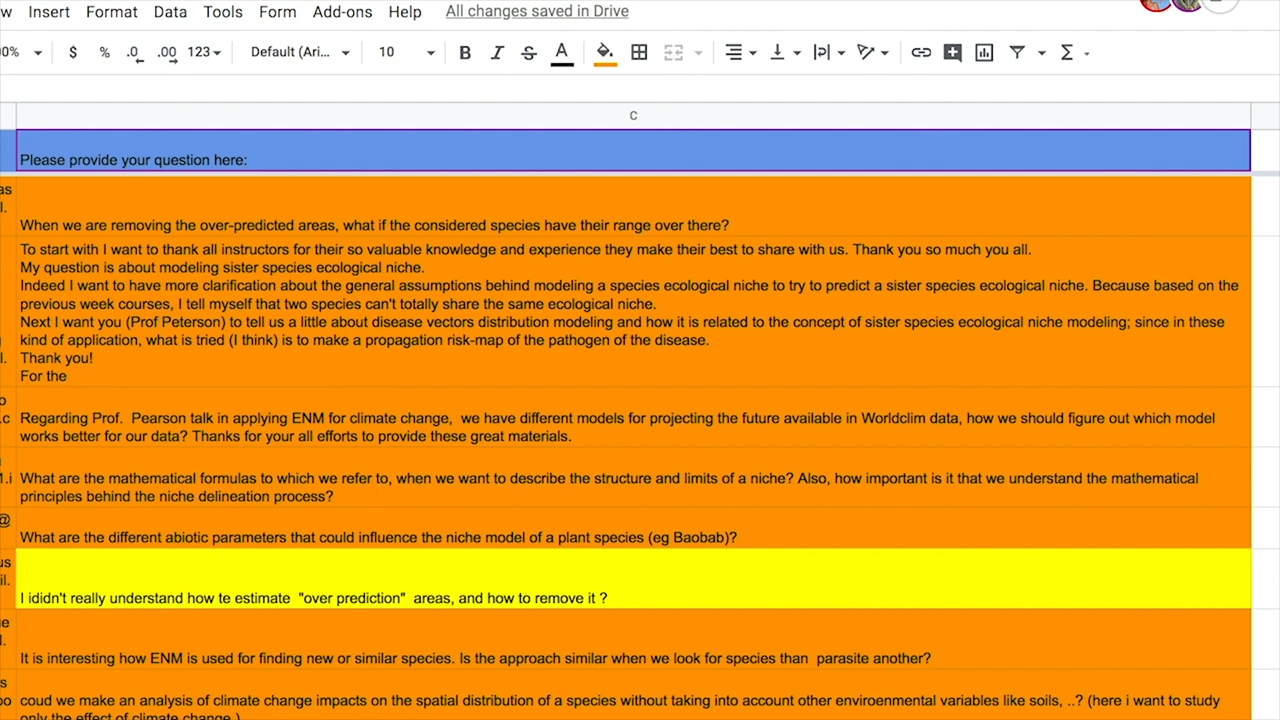 w Insert Format Data Tools Form Add-ons Help All changes saved in Drive
0% $ % .0 .00 123 Default (Ari... 10 B I S A Σ
C
Please provide your question here:
as
l.
When we are removing the over-predicted areas, what if the considered species have their range over there?
To start with I want to thank all instructors for their so valuable knowledge and experience they make their best to share with us. Thank you so much you all.
My question is about modeling sister species ecological niche.
Indeed I want to have more clarification about the general assumptions behind modeling a species ecological niche to try to predict a sister species ecological niche. Because based on the
previous week courses, I tell myself that two species can't totally share the same ecological niche.
Next I want you (Prof Peterson) to tell us a little about disease vectors distribution modeling and how it is related to the concept of sister species ecological niche modeling; since in these
kind of application, what is tried (I think) is to make a propagation risk-map of the pathogen of the disease.
l. Thank you!
For the
o
.c Regarding Prof. Pearson talk in applying ENM for climate change, we have different models for projecting the future available in Worldclim data, how we should figure out which model
works better for our data? Thanks for your all efforts to provide these great materials.
1.i What are the mathematical formulas to which we refer to, when we want to describe the structure and limits of a niche? Also, how important is it that we understand the mathematical
principles behind the niche delineation process?
@
What are the different abiotic parameters that could influence the niche model of a plant species (eg Baobab)?
us
il.
I ididn't really understand how te estimate "over prediction" areas, and how to remove it ?
e
l.
It is interesting how ENM is used for finding new or similar species. Is the approach similar when we look for species than parasite another?
s
oo coud we make an analysis of climate change impacts on the spatial distribution of a species without taking into account other enviroenmental variables like soils, ..? (here i want to study
only the effect of climate change )